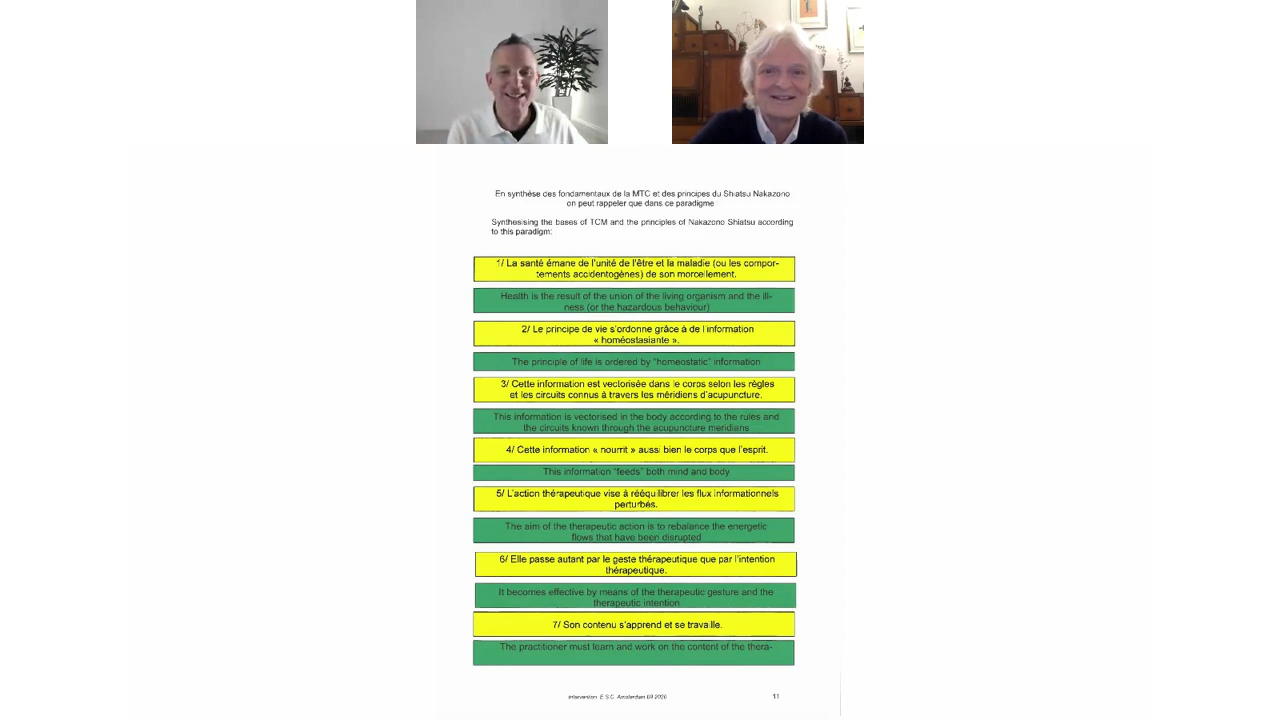 En synthèse des fondamentaux de la MTC et des principes du Shiatsu Nakazono
on peut rappeler que dans ce paradigme
Synthesising the bases of TCM and the principles of Nakazono Shiatsu according
to this paradigm:
1/ La santé émane de l'unité de l'être et la maladie (ou les compor-
tements accidentogènes) de son morcellement.
Health is the result of the union of the living organism and the ill-
ness (or the hazardous behaviour)
2/ Le principe de vie s'ordonne grâce à de l'information
« homéostasiante ».
The principle of life is ordered by "homeostatic" information
3/ Cette information est vectorisée dans le corps selon les règles
et les circuits connus à travers les méridiens d'acupuncture.
This information is vectorised in the body according to the rules and
the circuits known through the acupuncture meridians
4/ Cette information « nourrit » aussi bien le corps que l'esprit.
This information "feeds" both mind and body
5/ L'action thérapeutique vise à rééquilibrer les flux informationnels
perturbés.
The aim of the therapeutic action is to rebalance the energetic
flows that have been disrupted
6/ Elle passe autant par le geste thérapeutique que par l'intention
thérapeutique.
It becomes effective by means of the therapeutic gesture and the
therapeutic intention
7/ Son contenu s'apprend et se travaille.
The practitioner must learn and work on the content of the thera-
Intervention E.S.C. Amsterdam 09 2020
11